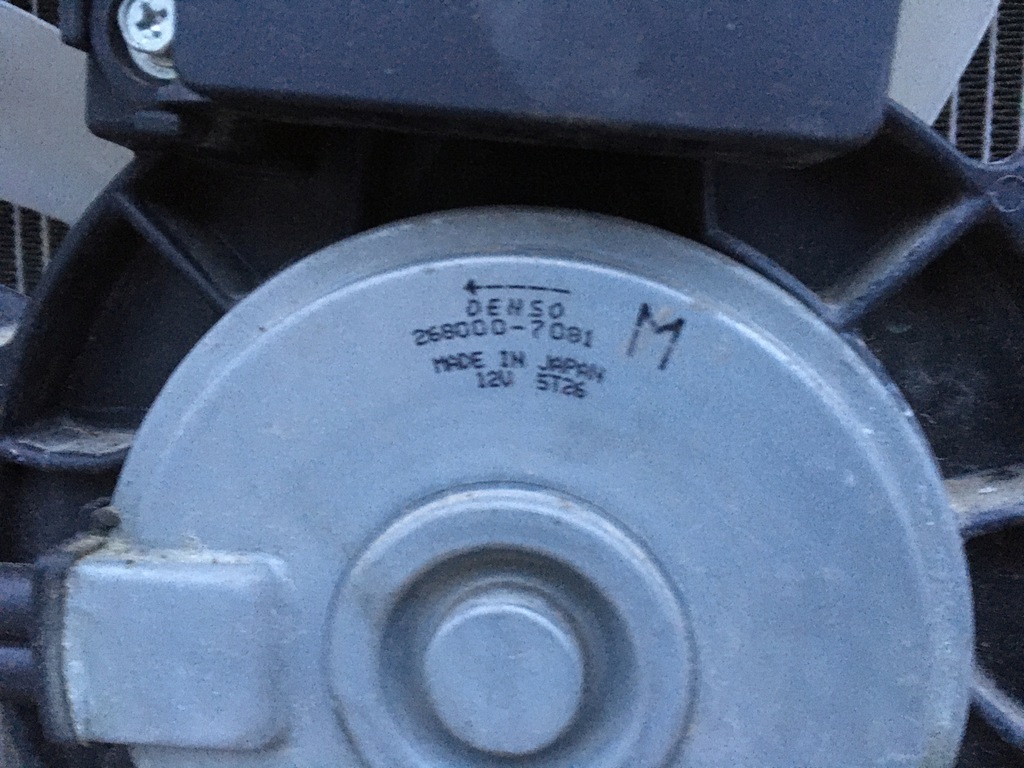 DENSO
268000-7081
MADE IN JAPAN
12V 5T26
M